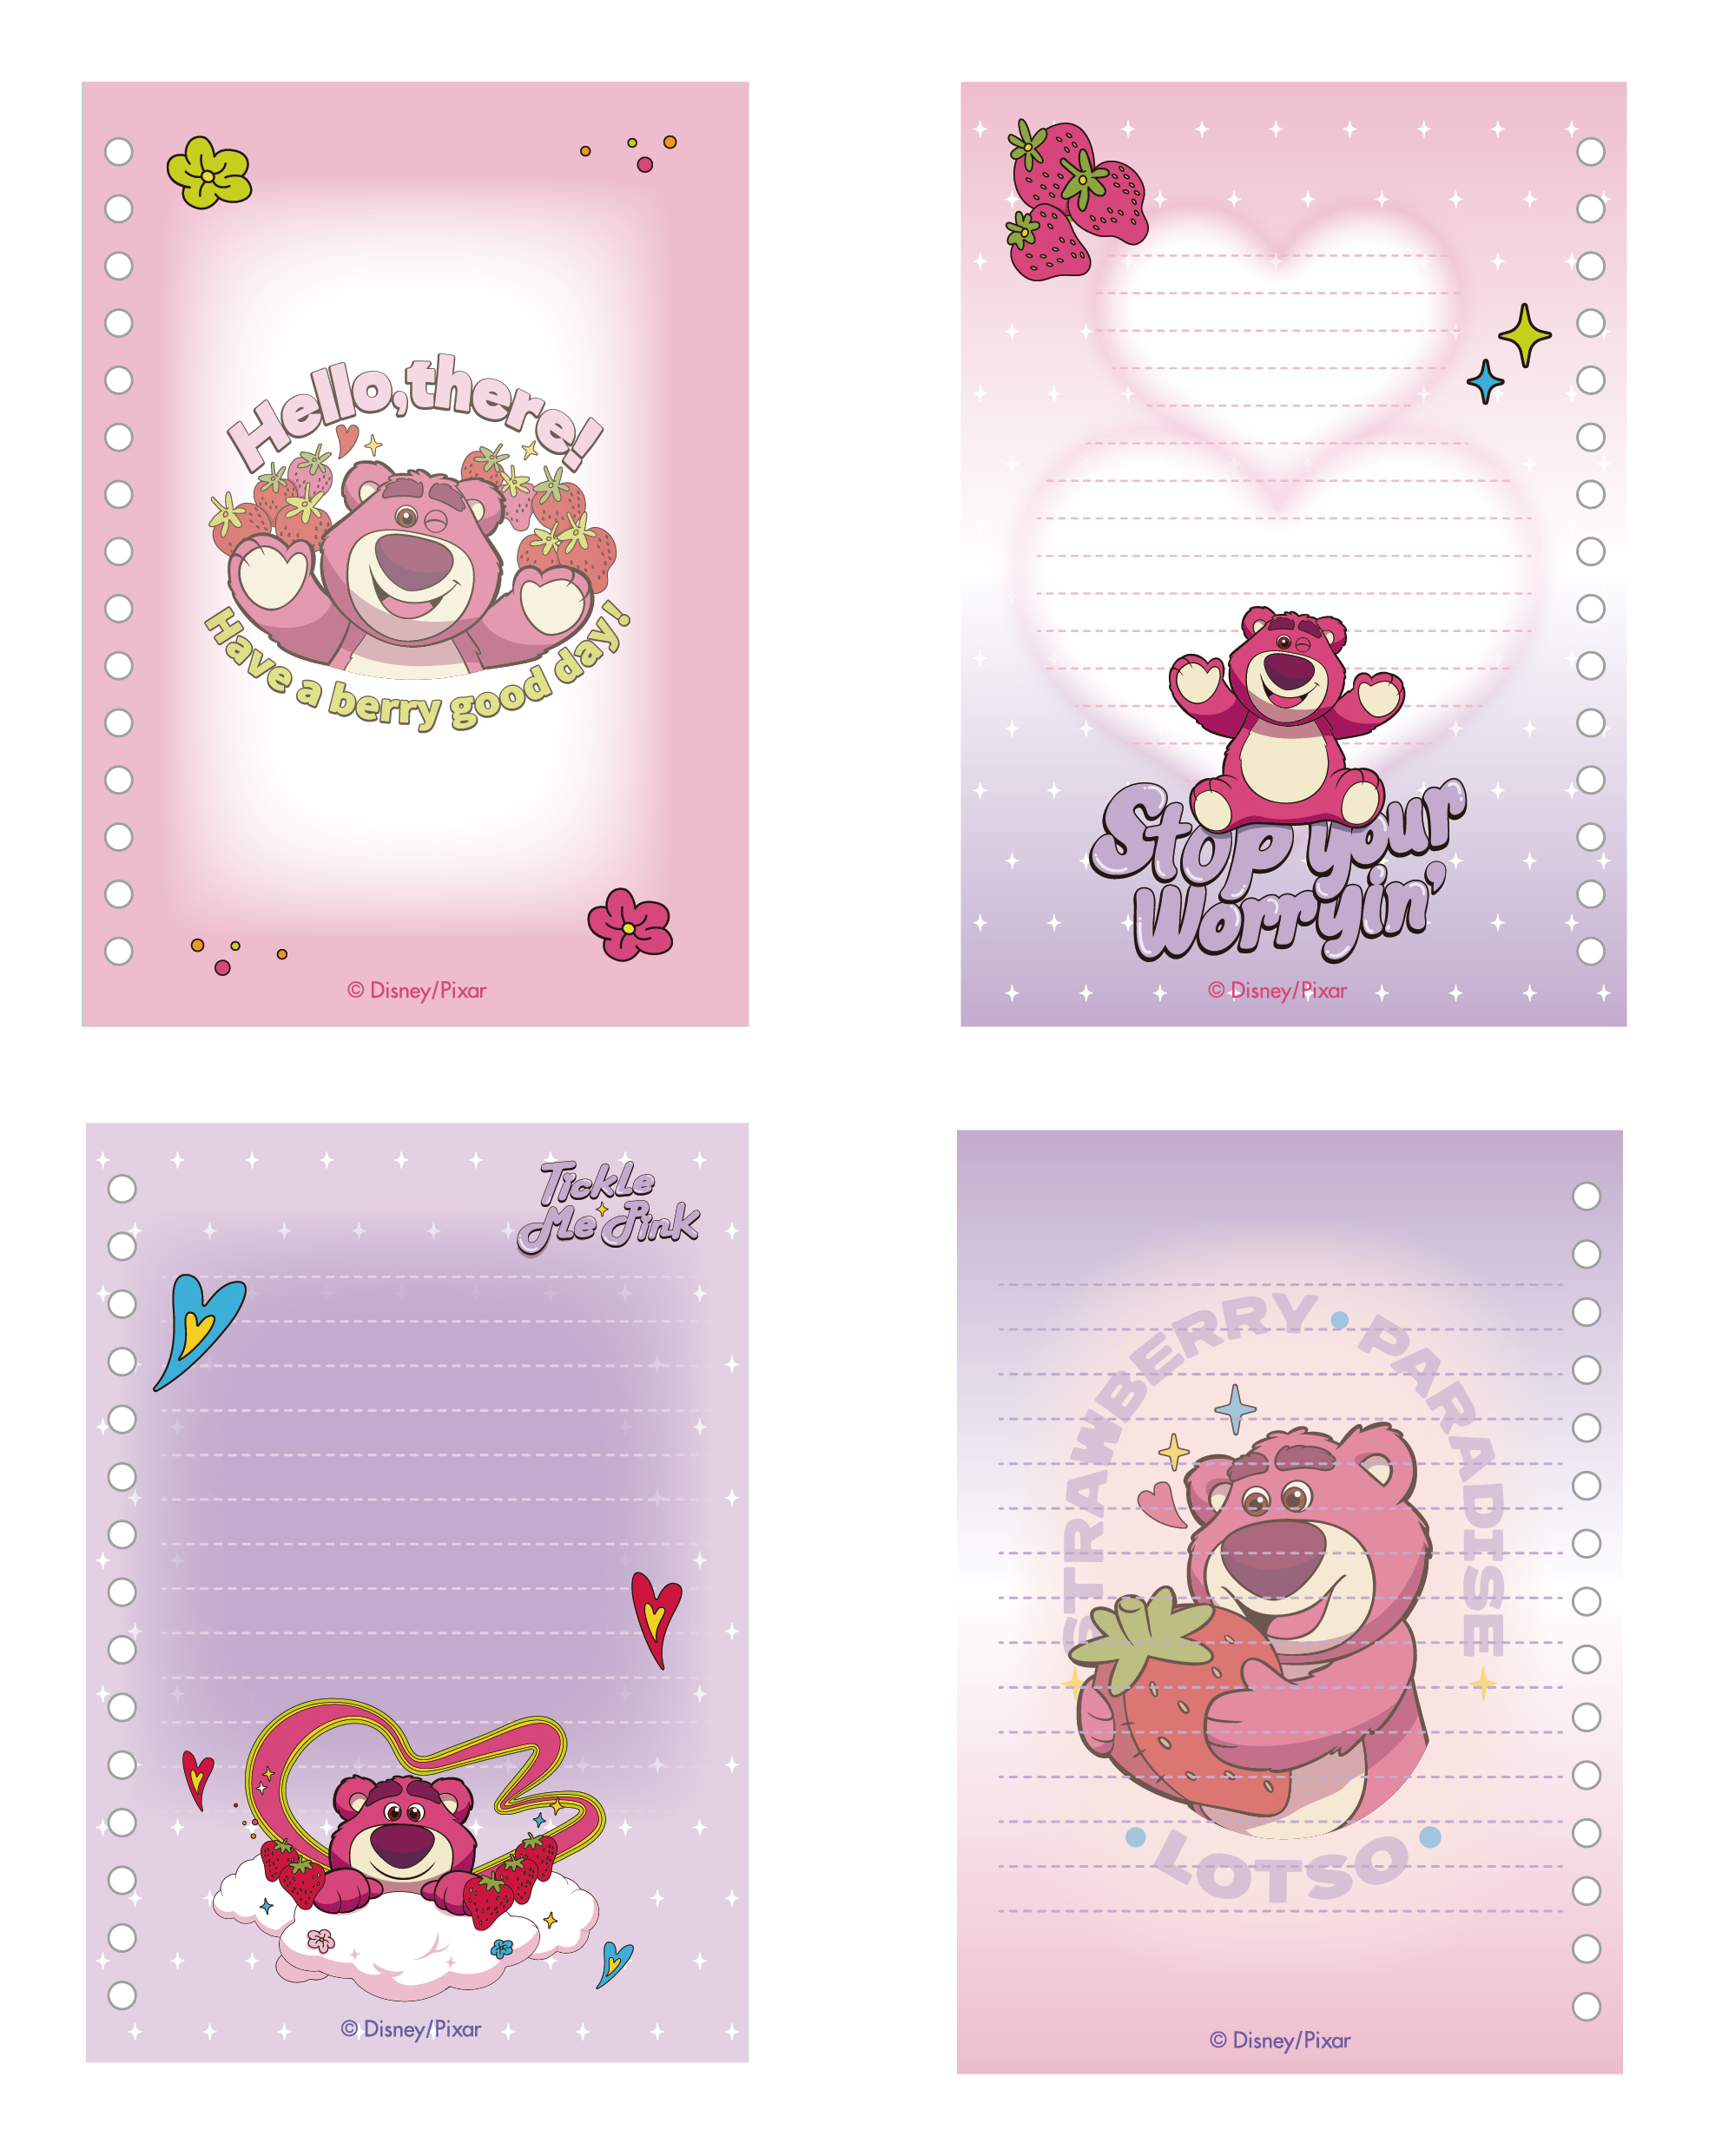 Hello, there!
Have a berry good day!
© Disney/Pixar
Stop your
Worryin'
© Disney/Pixar
Tickle
Me Pink
© Disney/Pixar
STRAWBERRY • PARADISE
• LOTSO •
© Disney/Pixar